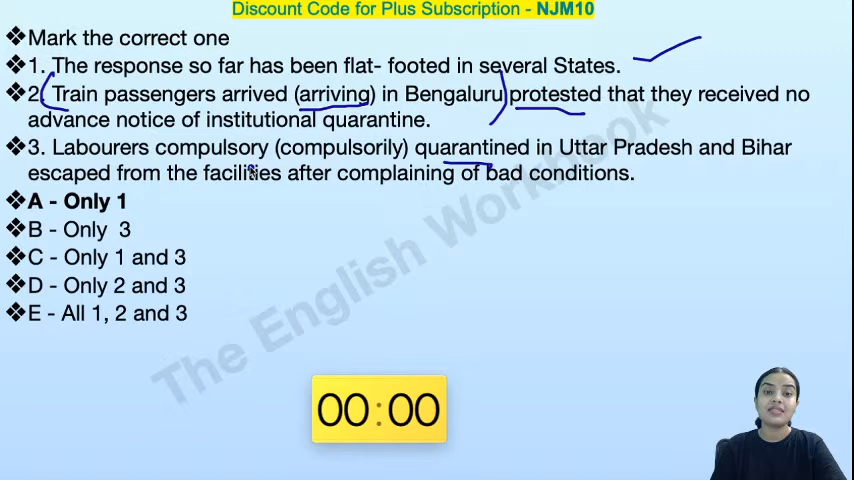 Discount Code for Plus Subscription - NJM10
❖Mark the correct one
❖1. The response so far has been flat- footed in several States.
❖2. Train passengers arrived (arriving) in Bengaluru protested that they received no
advance notice of institutional quarantine.
❖3. Labourers compulsory (compulsorily) quarantined in Uttar Pradesh and Bihar
escaped from the facilities after complaining of bad conditions.
❖A - Only 1
❖B - Only 3
❖C - Only 1 and 3
❖D - Only 2 and 3
❖E - All 1, 2 and 3
The English Workbook
00:00